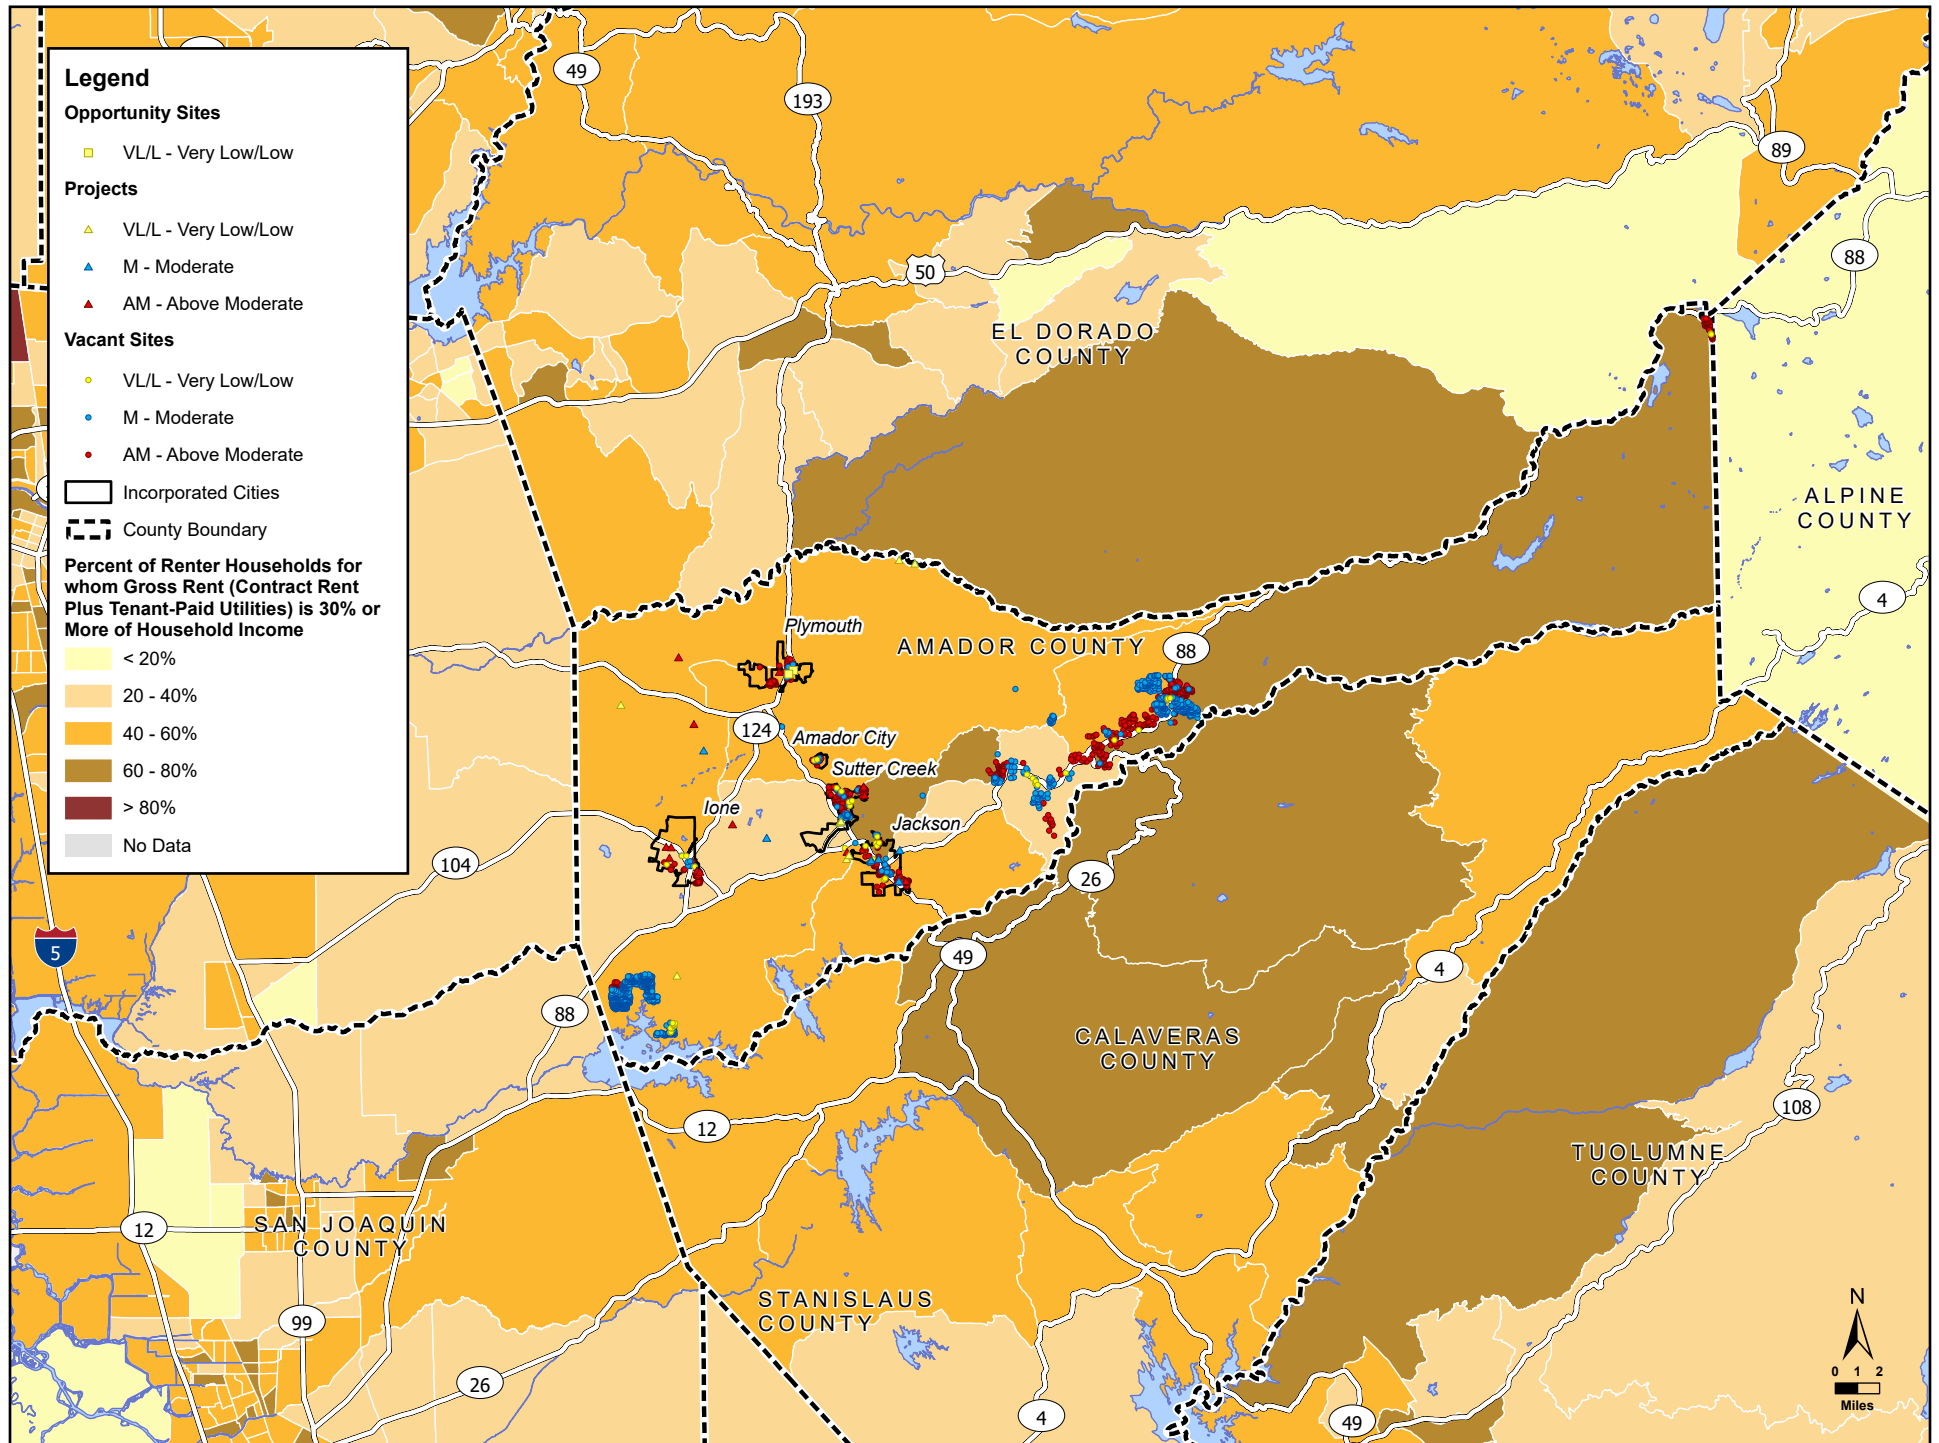 Legend
Opportunity Sites
VL/L - Very Low/Low
Projects
VL/L - Very Low/Low
M - Moderate
AM - Above Moderate
Vacant Sites
VL/L - Very Low/Low
M - Moderate
AM - Above Moderate
Incorporated Cities
County Boundary
Percent of Renter Households for
whom Gross Rent (Contract Rent
Plus Tenant-Paid Utilities) is 30% or
More of Household Income
< 20%
20 - 40%
40 - 60%
60 - 80%
> 80%
No Data
49
193
89
88
50
EL DORADO
COUNTY
ALPINE
COUNTY
4
Plymouth
AMADOR COUNTY
88
124
Amador City
Sutter Creek
Ione
Jackson
104
26
5
49
4
88
CALAVERAS
COUNTY
12
108
TUOLUMNE
COUNTY
12
SAN JOAQUIN
COUNTY
99
STANISLAUS
COUNTY
26
4
49
N
0 1 2
Miles